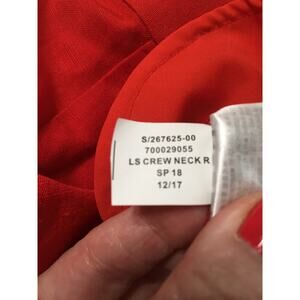 S/267625-00
700029055
LS CREW NECK R
SP 18
12/17